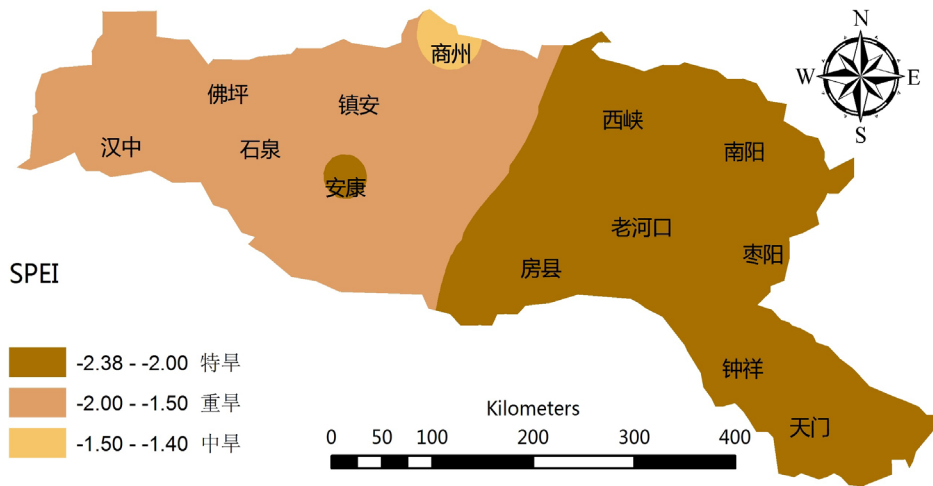 N
W E
S
商州
佛坪
镇安
西峡
汉中
石泉
南阳
安康
老河口
枣阳
房县
SPEI
钟祥
天门
-2.38 - -2.00 特旱
-2.00 - -1.50 重旱
-1.50 - -1.40 中旱
Kilometers
0 50 100 200 300 400